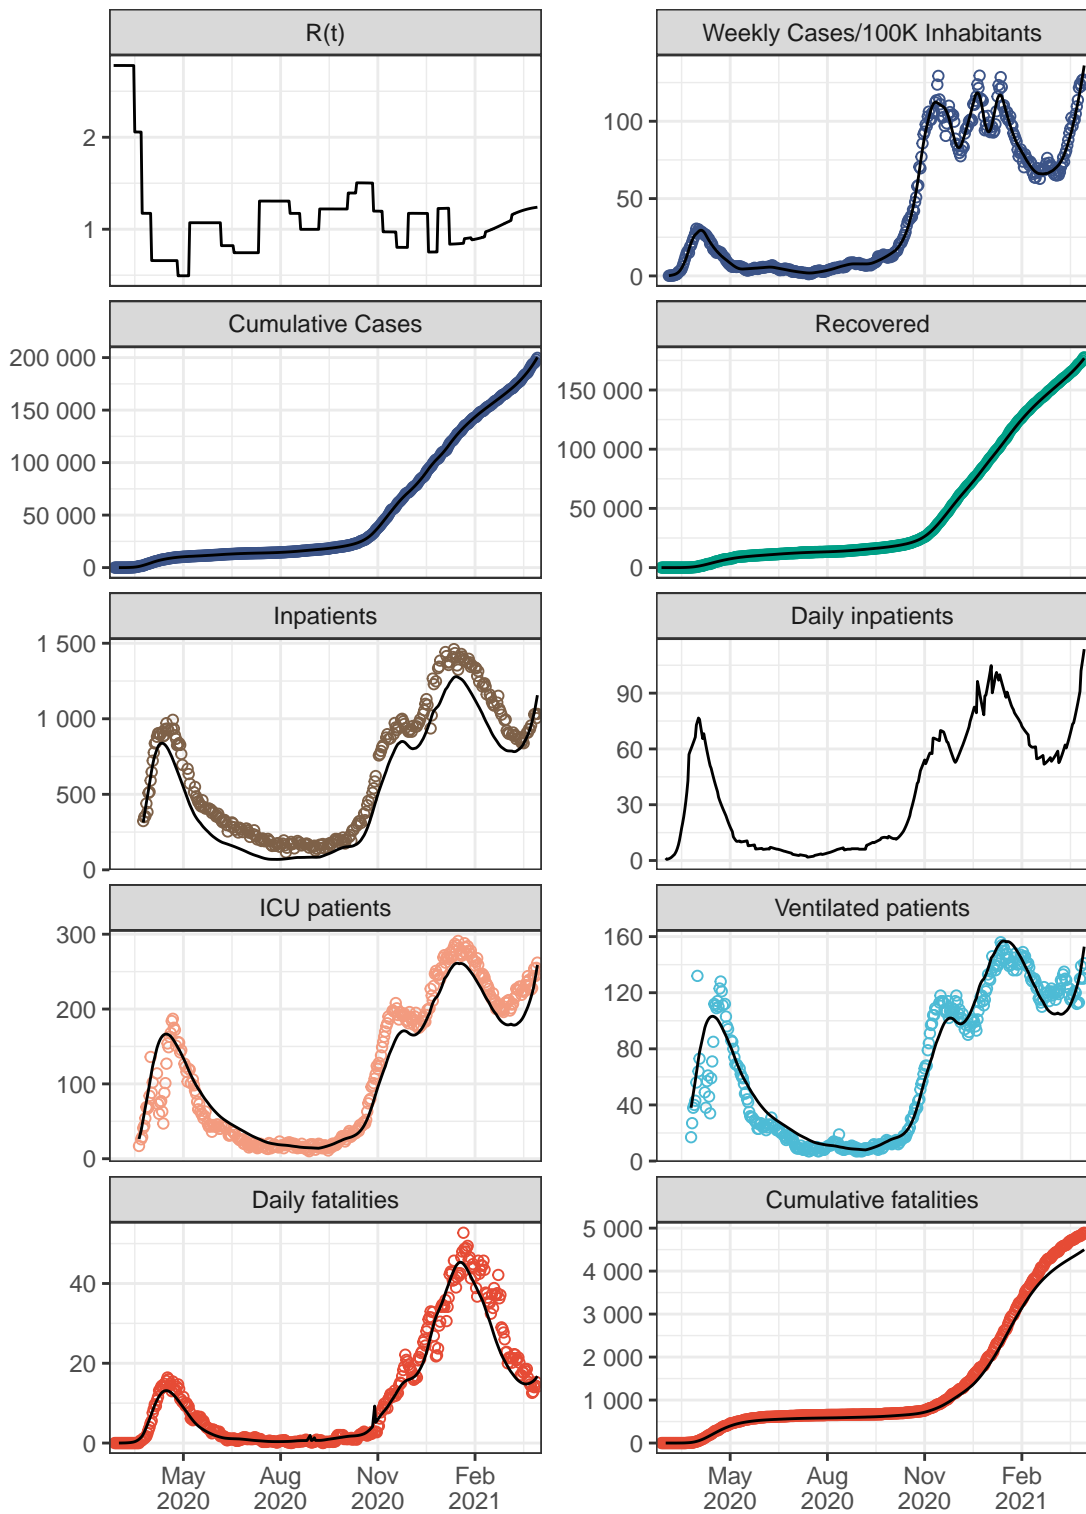 R(t)
Weekly Cases/100K Inhabitants
2
1
100
50
0
Cumulative Cases
Recovered
200 000
150 000
100 000
50 000
0
150 000
100 000
50 000
0
Inpatients
Daily inpatients
1 500
1 000
500
0
90
60
30
0
ICU patients
Ventilated patients
300
200
100
0
160
120
80
40
0
Daily fatalities
Cumulative fatalities
40
20
0
5 000
4 000
3 000
2 000
1 000
0
May Aug Nov Feb
2020 2020 2020 2021
May Aug Nov Feb
2020 2020 2020 2021